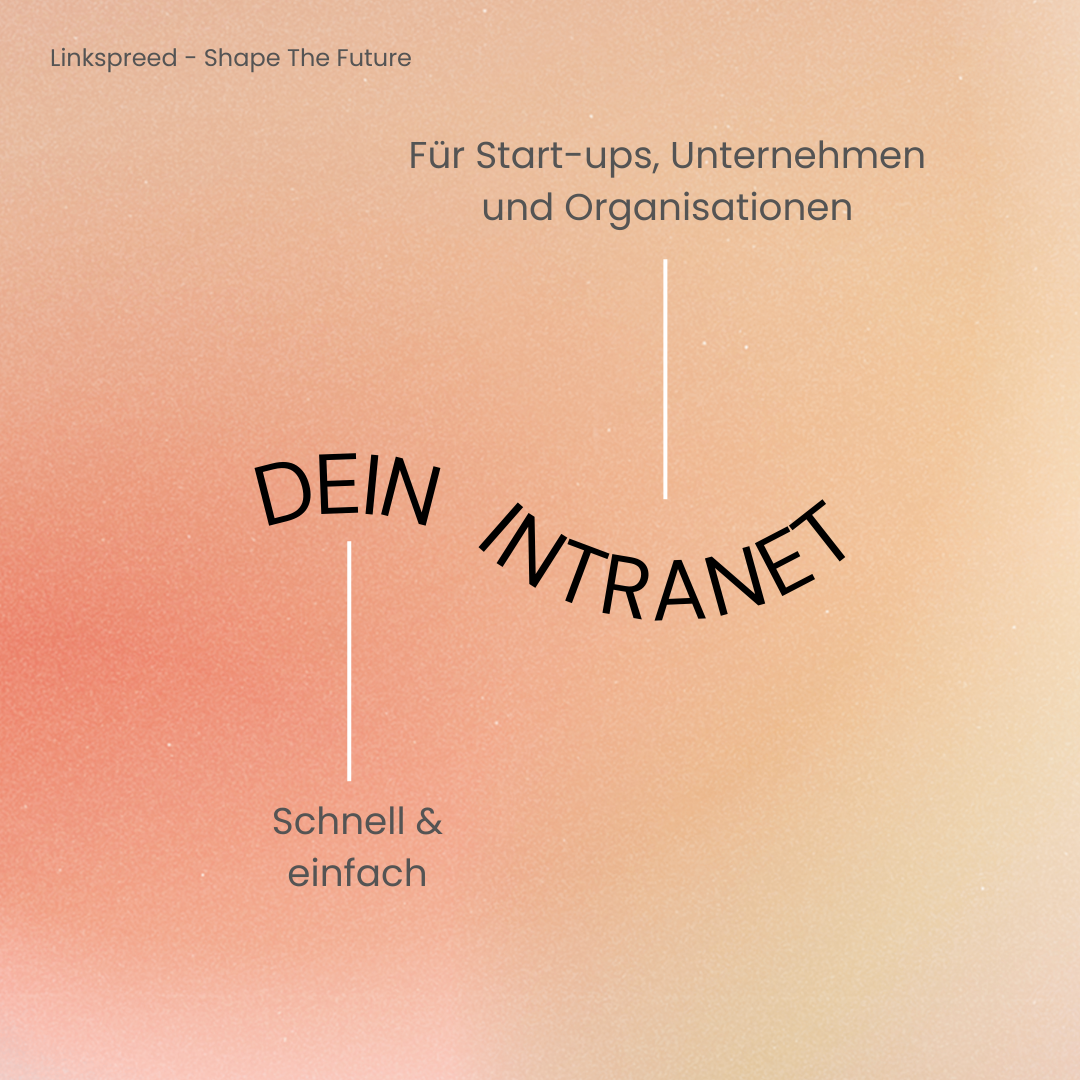 Linkspreed - Shape The Future
Für Start-ups, Unternehmen
und Organisationen
DEIN INTRANET
Schnell &
einfach